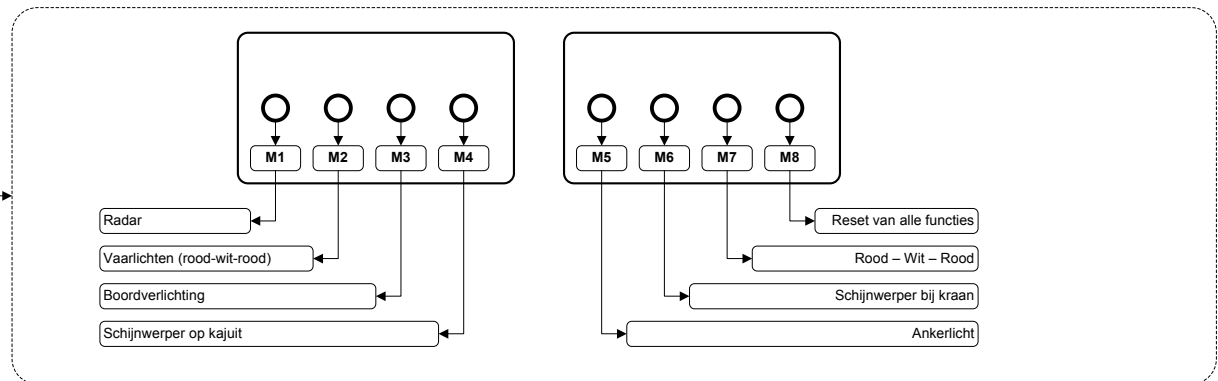 M1 M2 M3 M4 M5 M6 M7 M8
Radar
Reset van alle functies
Vaarlichten (rood-wit-rood)
Rood – Wit – Rood
Boordverlichting
Schijnwerper bij kraan
Schijnwerper op kajuit
Ankerlicht